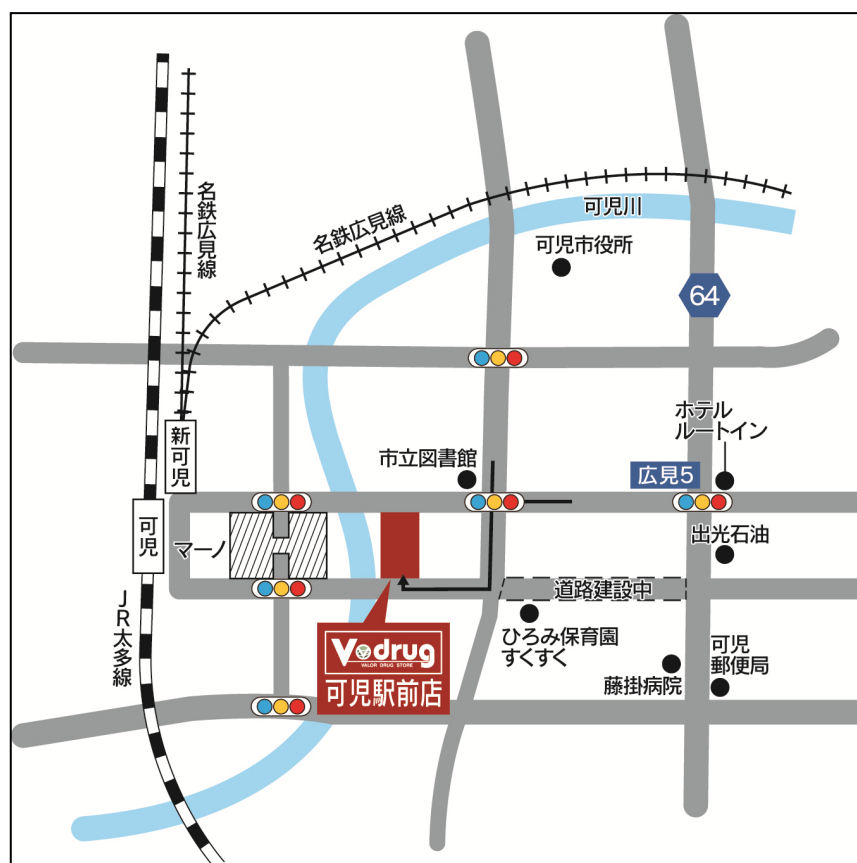 名鉄広見線
名鉄広見線
可児川
可児市役所
64
ホテル
ルートイン
新可児
市立図書館
広見5
可児
マーノ
出光石油
道路建設中
JR太多線
ひろみ保育園
すくすく
可児
郵便局
藤掛病院
Vdrug
VALOR DRUG STORE
可児駅前店